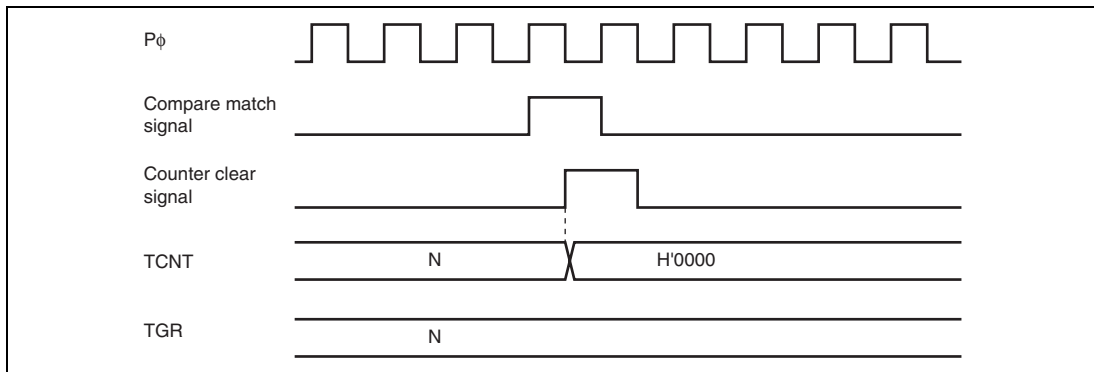 Pϕ
Compare match
signal
Counter clear
signal
TCNT
N
H'0000
TGR
N